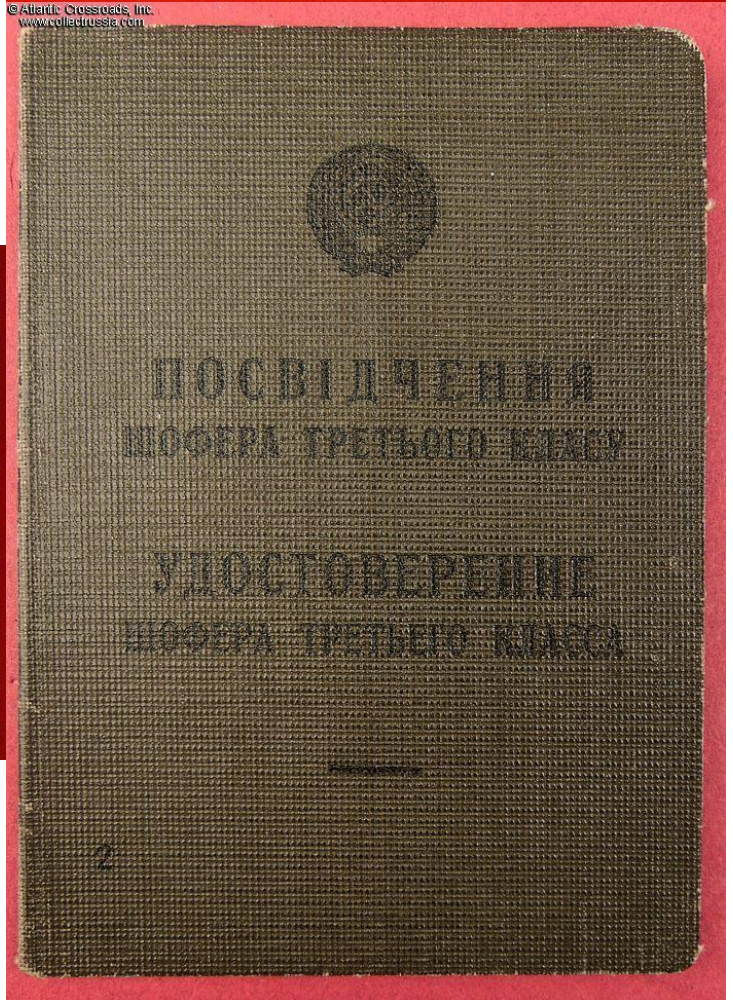 © Atlantic Crossroads, Inc.
www.collectrussia.com
ПОСВІДЧЕННЯ
ШОФЕРА ТРЕТЬОГО КЛАСУ
УДОСТОВЕРЕНИЕ
ШОФЕРА ТРЕТЬЕГО КЛАССА
2